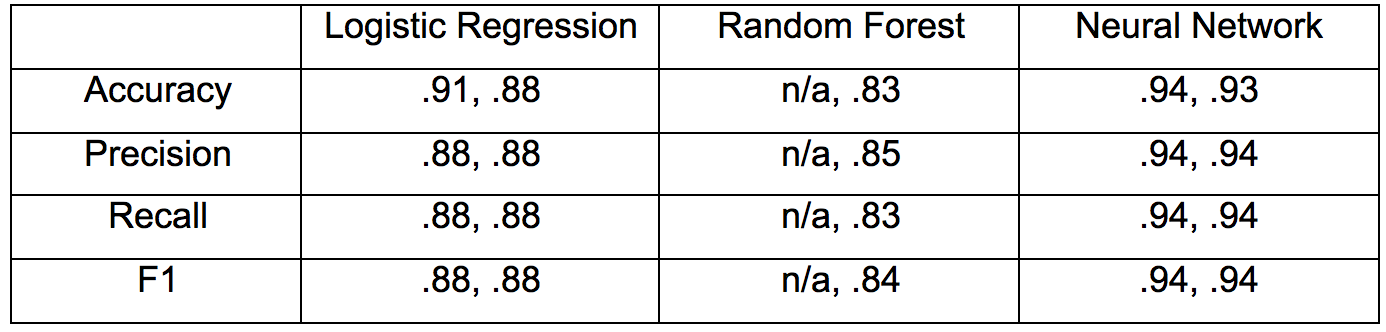 Logistic Regression Random Forest Neural Network
Accuracy .91, .88 n/a, .83 .94, .93
Precision .88, .88 n/a, .85 .94, .94
Recall .88, .88 n/a, .83 .94, .94
F1 .88, .88 n/a, .84 .94, .94